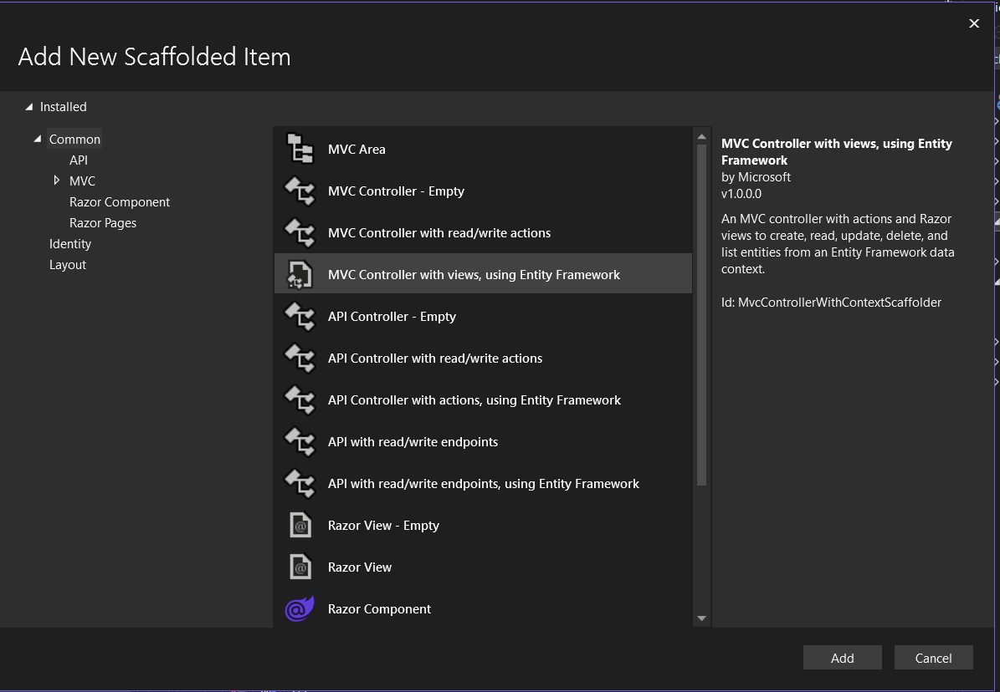 Add New Scaffolded Item
Installed
Common
API
MVC
Razor Component
Razor Pages
Identity
Layout
MVC Area
MVC Controller - Empty
MVC Controller with read/write actions
MVC Controller with views, using Entity Framework
API Controller - Empty
API Controller with read/write actions
API Controller with actions, using Entity Framework
API with read/write endpoints
API with read/write endpoints, using Entity Framework
Razor View - Empty
Razor View
Razor Component
MVC Controller with views, using Entity
Framework
by Microsoft
v1.0.0.0
An MVC controller with actions and Razor
views to create, read, update, delete, and
list entities from an Entity Framework data
context.
Id: MvcControllerWithContextScaffolder
Add
Cancel